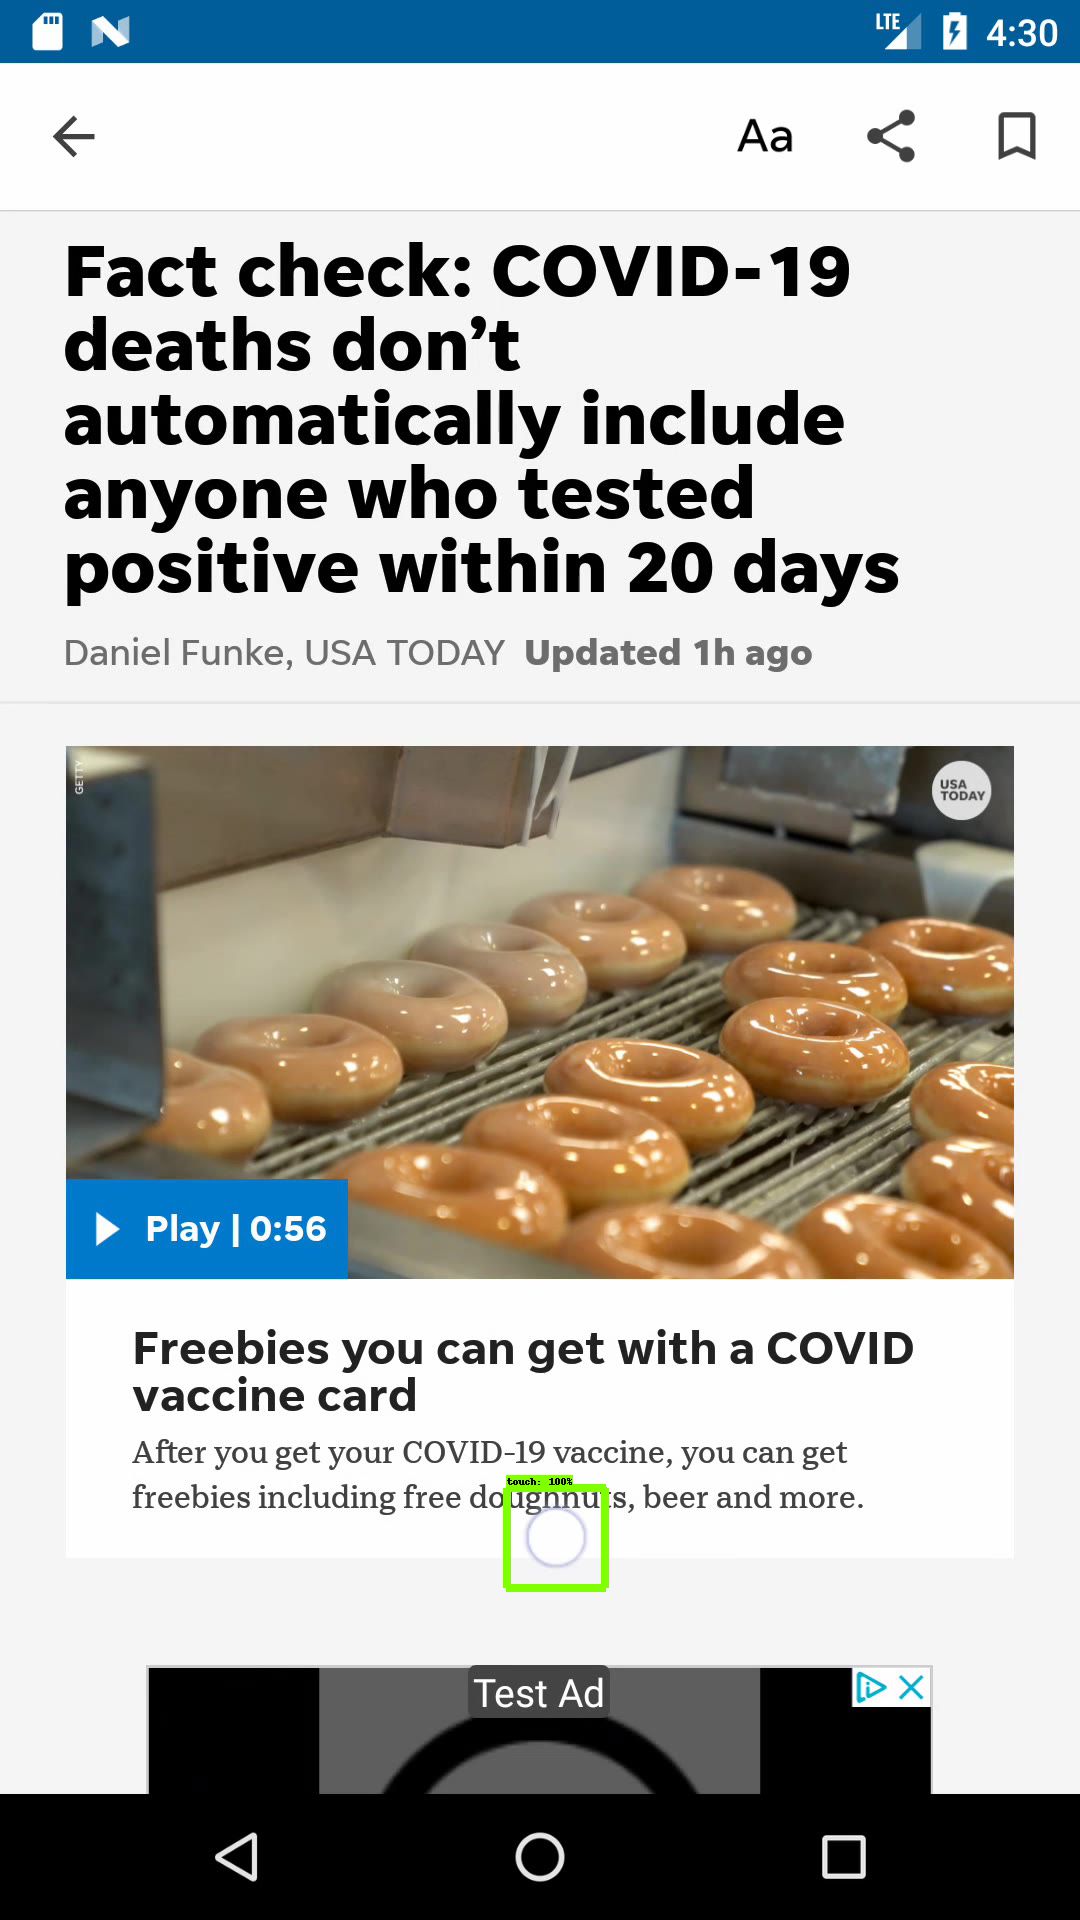 LTE 4:30
Aa
Fact check: COVID-19
deaths don’t
automatically include
anyone who tested
positive within 20 days
Daniel Funke, USA TODAY Updated 1h ago
GETTY
USA
TODAY
Play | 0:56
Freebies you can get with a COVID
vaccine card
After you get your COVID-19 vaccine, you can get
touch: 100%
freebies including free doughnuts, beer and more.
Test Ad